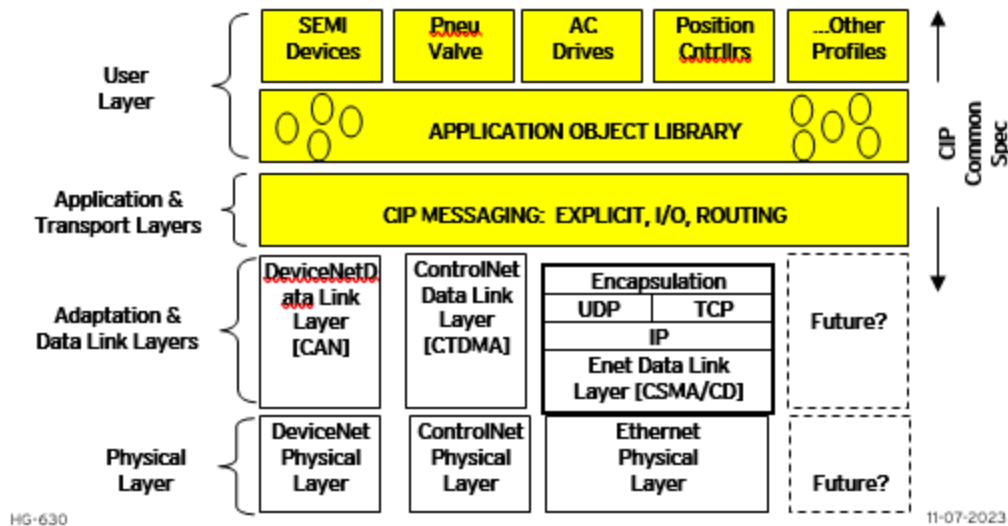 SEMI
Devices
Pneu
Valve
AC
Drives
Position
Cntrllrs
...Other
Profiles
User
Layer
APPLICATION OBJECT LIBRARY
CIP
Common
Spec
Application &
Transport Layers
CIP MESSAGING: EXPLICIT, I/O, ROUTING
Adaptation &
Data Link Layers
DeviceNetD
ata Link
Layer
[CAN]
ControlNet
Data Link
Layer
[CTDMA]
Encapsulation
UDP
TCP
IP
Enet Data Link
Layer [CSMA/CD]
Future?
Physical
Layer
DeviceNet
Physical
Layer
ControlNet
Physical
Layer
Ethernet
Physical
Layer
Future?
HG-630
11-07-2023